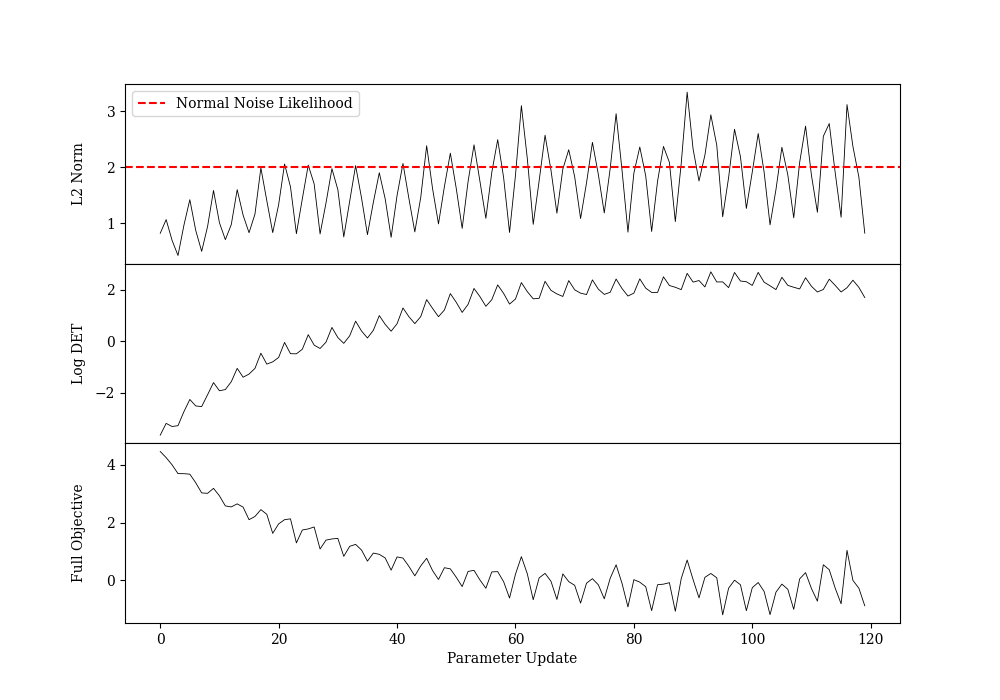 Normal Noise Likelihood
L2 Norm
3
2
1
Log DET
2
0
−2
Full Objective
4
2
0
0 20 40 60 80 100 120
Parameter Update